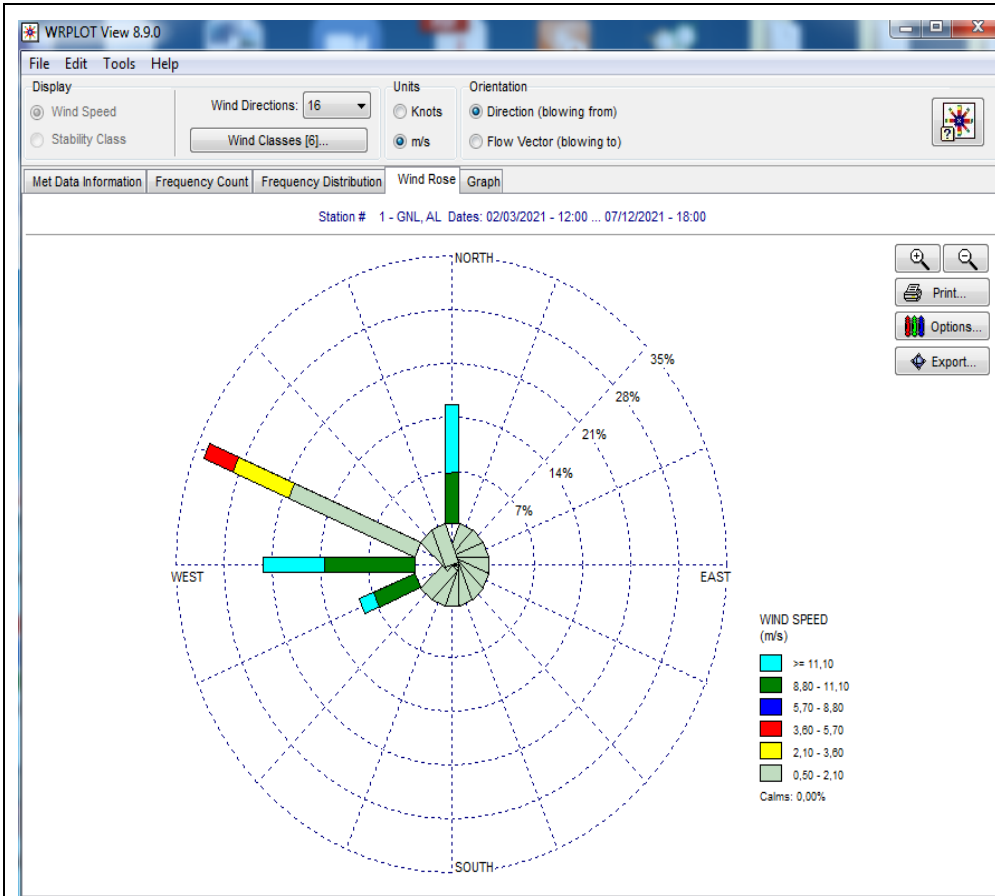 WRPLOT View 8.9.0
File Edit Tools Help
Display
Wind Speed
Stability Class
Wind Directions: 16
Wind Classes [6]...
Units
Knots
m/s
Orientation
Direction (blowing from)
Flow Vector (blowing to)
Met Data Information Frequency Count Frequency Distribution Wind Rose Graph
Station # 1 - GNL, AL Dates: 02/03/2021 - 12:00 ... 07/12/2021 - 18:00
Print...
Options...
Export...
NORTH
35%
28%
21%
14%
7%
WEST
EAST
SOUTH
WIND SPEED
(m/s)
>= 11,10
8,80 - 11,10
5,70 - 8,80
3,60 - 5,70
2,10 - 3,60
0,50 - 2,10
Calms: 0,00%